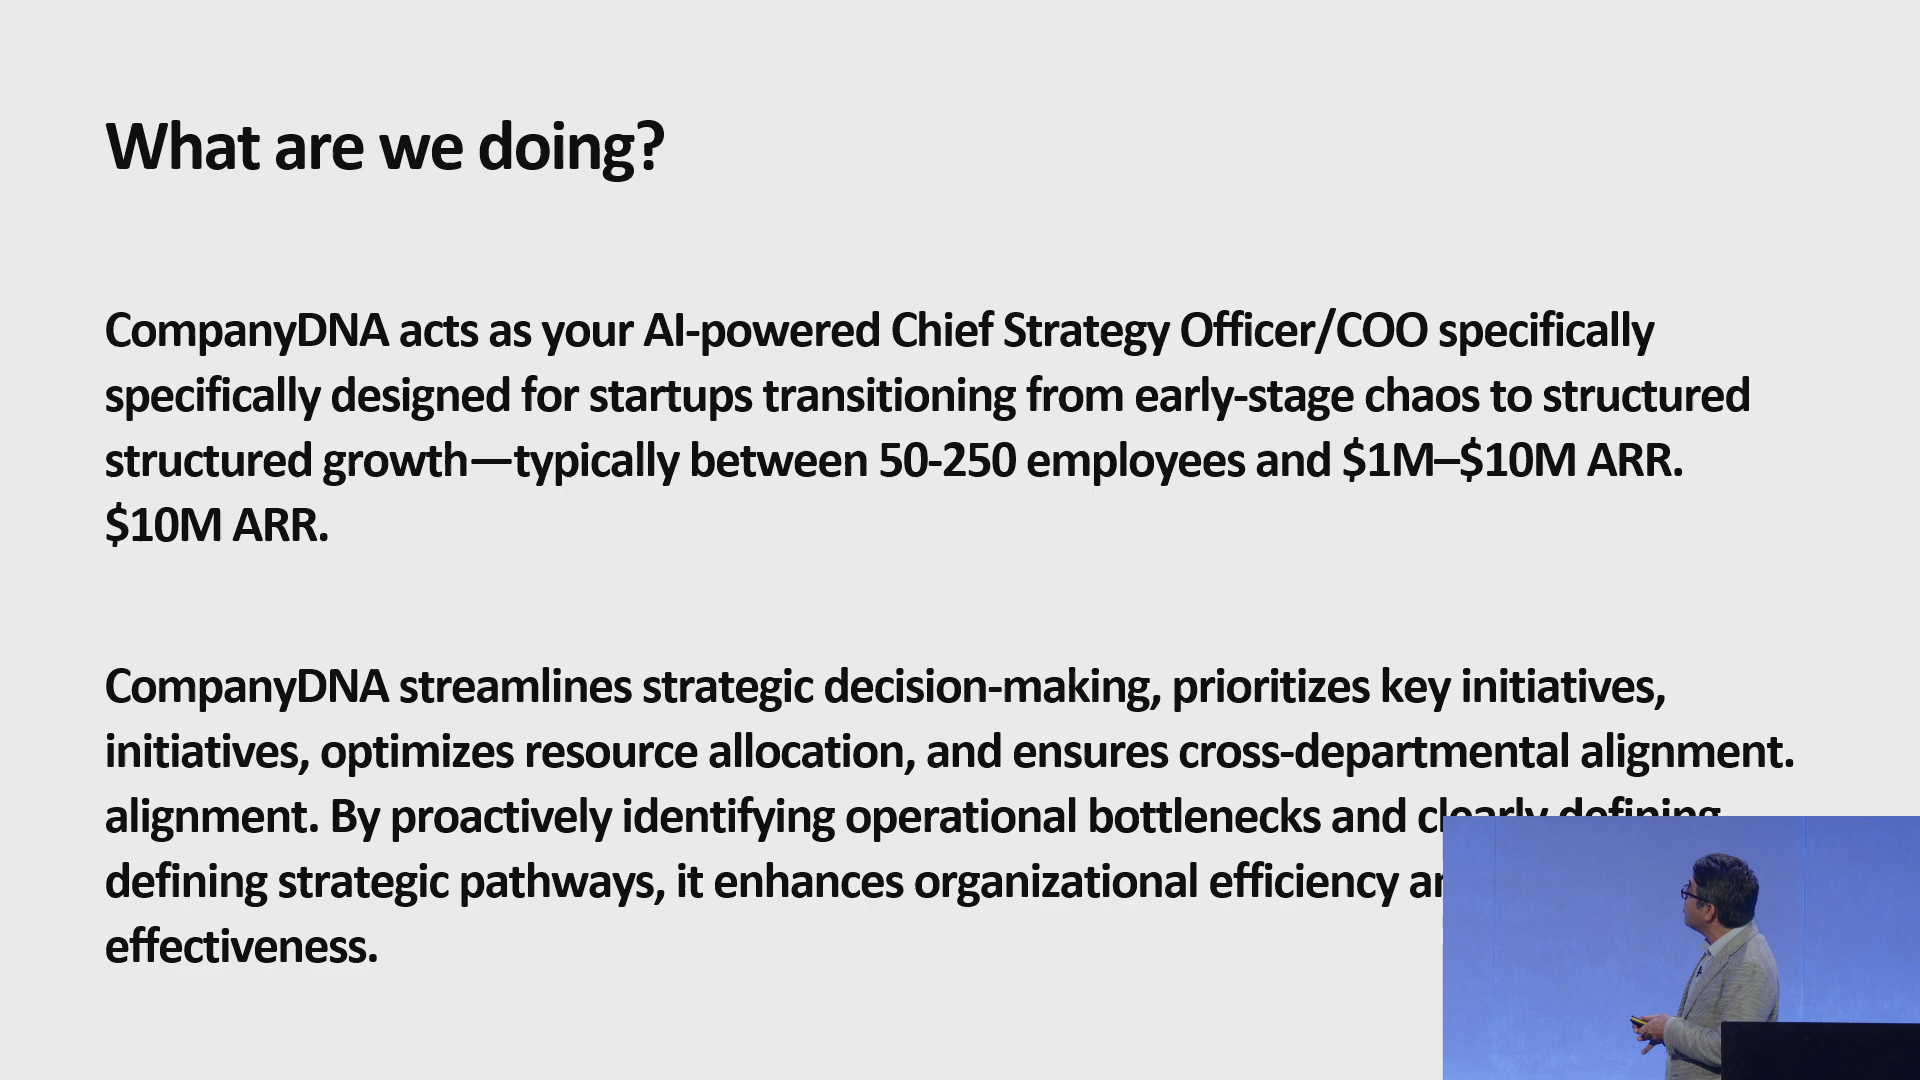 What are we doing?
CompanyDNA acts as your AI-powered Chief Strategy Officer/COO specifically
specifically designed for startups transitioning from early-stage chaos to structured
structured growth—typically between 50-250 employees and $1M–$10M ARR.
$10M ARR.
CompanyDNA streamlines strategic decision-making, prioritizes key initiatives,
initiatives, optimizes resource allocation, and ensures cross-departmental alignment.
alignment. By proactively identifying operational bottlenecks and clearly defining
defining strategic pathways, it enhances organizational efficiency
effectiveness.